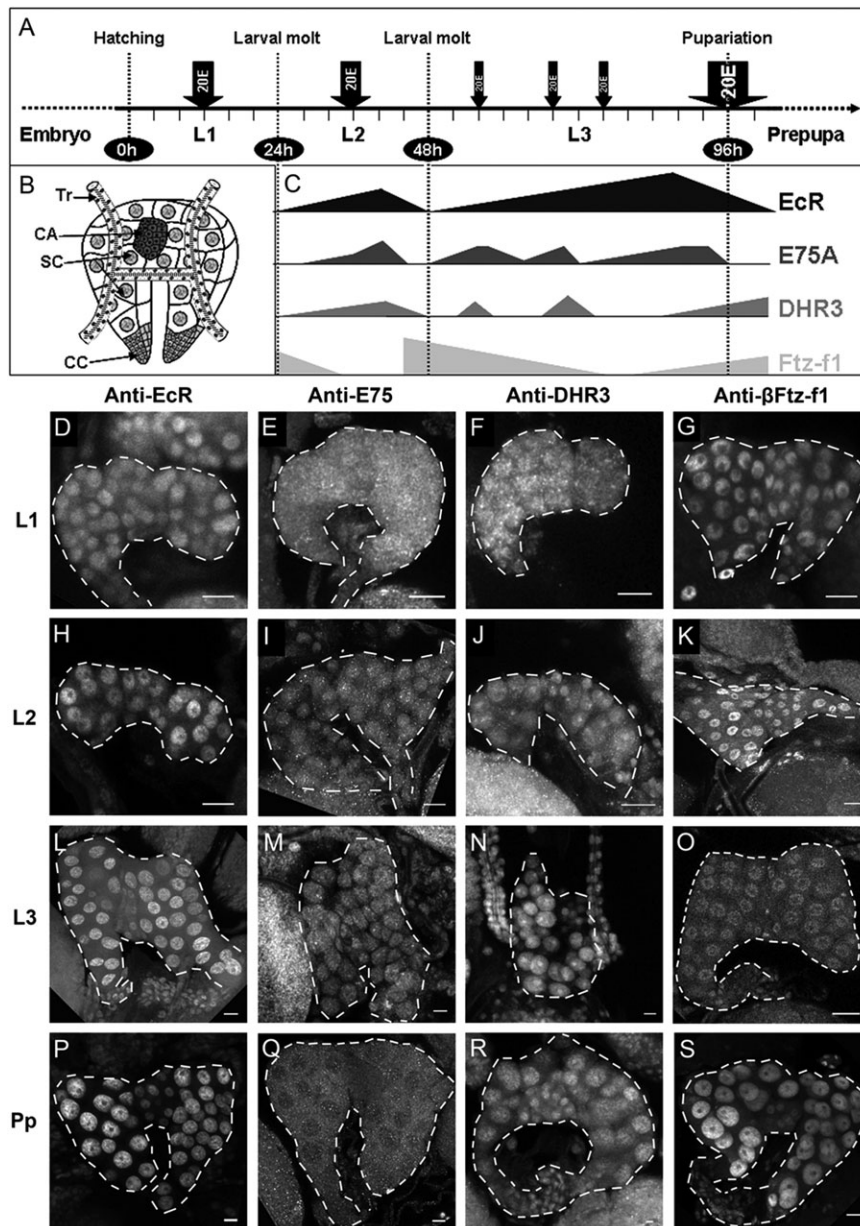 A
Hatching Larval molt Larval molt Pupariation
20E 20E 20E 20E 20E 20E
Embryo L1 L2 L3 Prepupa
0h 24h 48h 96h
B
Tr
CA
SC
CC
C
EcR
E75A
DHR3
Ftz-f1
Anti-EcR Anti-E75 Anti-DHR3 Anti-βFtz-f1
D E F G
L1
H I J K
L2
L M N O
L3
P Q R S
Pp